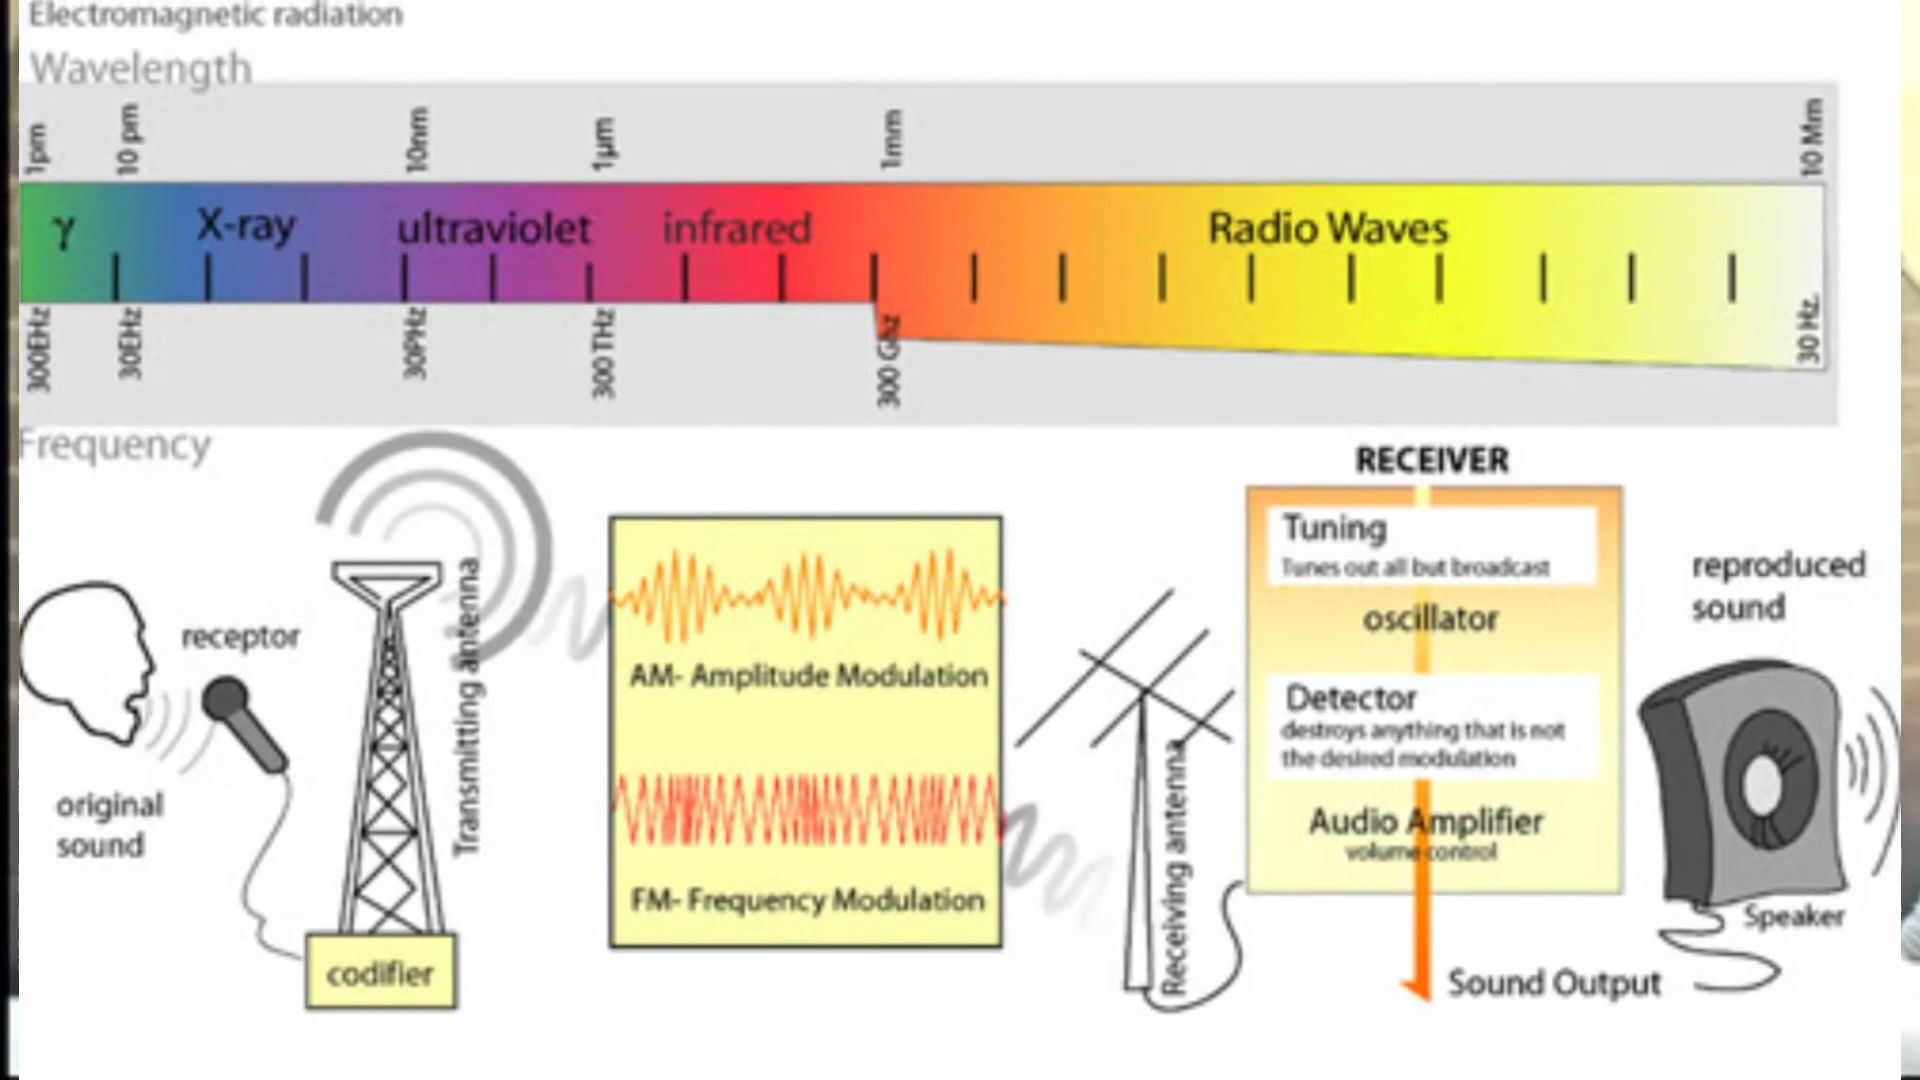 Electromagnetic radiation
Wavelength
1pm
10 pm
10nm
1µm
1mm
10 Mm
γ
X-ray
ultraviolet
infrared
Radio Waves
300EHz
30EHz
30PHz
300 THz
300 Ghz
30 Hz.
Frequency
original
sound
receptor
codifier
Transmitting antenna
AM- Amplitude Modulation
FM- Frequency Modulation
Receiving antenna
RECEIVER
Tuning
Tunes out all but broadcast
oscillator
Detector
destroys anything that is not
the desired modulation
Audio Amplifier
volume control
Sound Output
reproduced
sound
Speaker